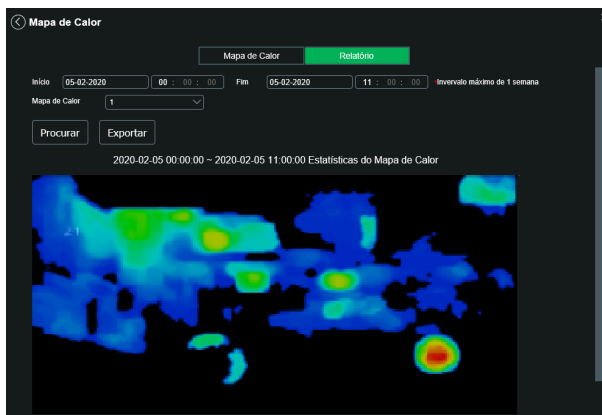 Mapa de Calor
Mapa de Calor Relatório
Início 05-02-2020 00 : 00 : 00 Fim 05-02-2020 11 : 00 : 00 *Intervalo máximo de 1 semana
Mapa de Calor 1
Procurar Exportar
2020-02-05 00:00:00 ~ 2020-02-05 11:00:00 Estatísticas do Mapa de Calor